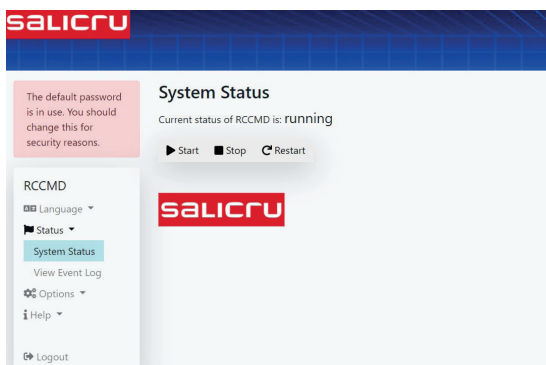 salicru
The default password
is in use. You should
change this for
security reasons.
RCCMD
Language
Status
System Status
View Event Log
Options
Help
Logout
System Status
Current status of RCCMD is: running
Start Stop Restart
salicru